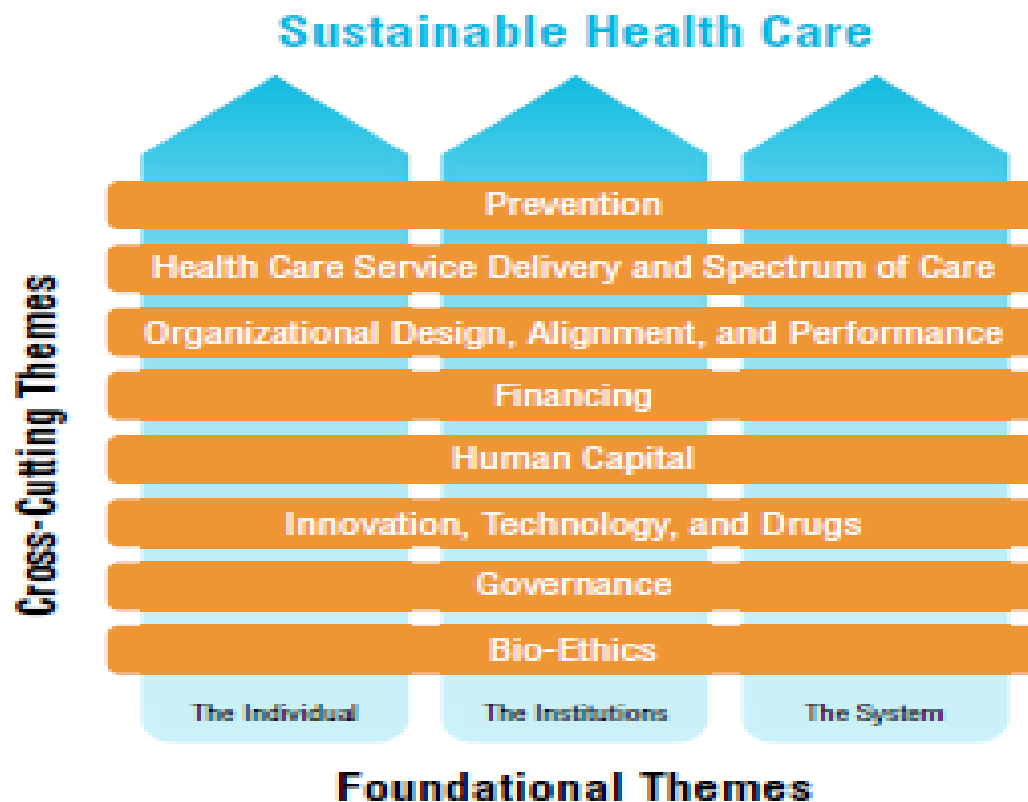 Sustainable Health Care
Prevention
Health Care Service Delivery and Spectrum of Care
Organizational Design, Alignment, and Performance
Financing
Human Capital
Innovation, Technology, and Drugs
Governance
Bio-Ethics
Cross-Cutting Themes
The Individual
The Institutions
The System
Foundational Themes